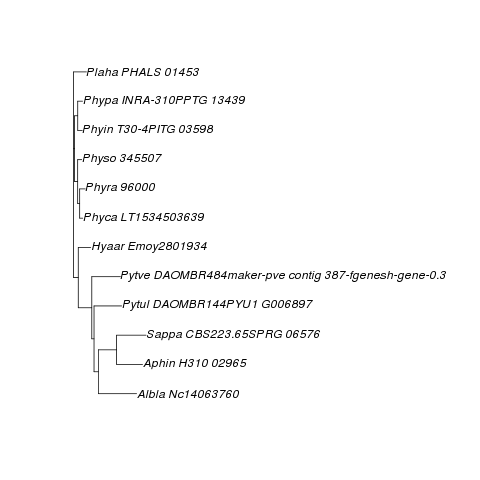 Plaha PHALS 01453
Phypa INRA-310PPTG 13439
Phyin T30-4PITG 03598
Physo 345507
Phyra 96000
Phyca LT1534503639
Hyaar Emoy2801934
Pytve DAOMBR484maker-pve contig 387-fgenesh-gene-0.3
Pytul DAOMBR144PYU1 G006897
Sappa CBS223.65SPRG 06576
Aphin H310 02965
Albla Nc14063760